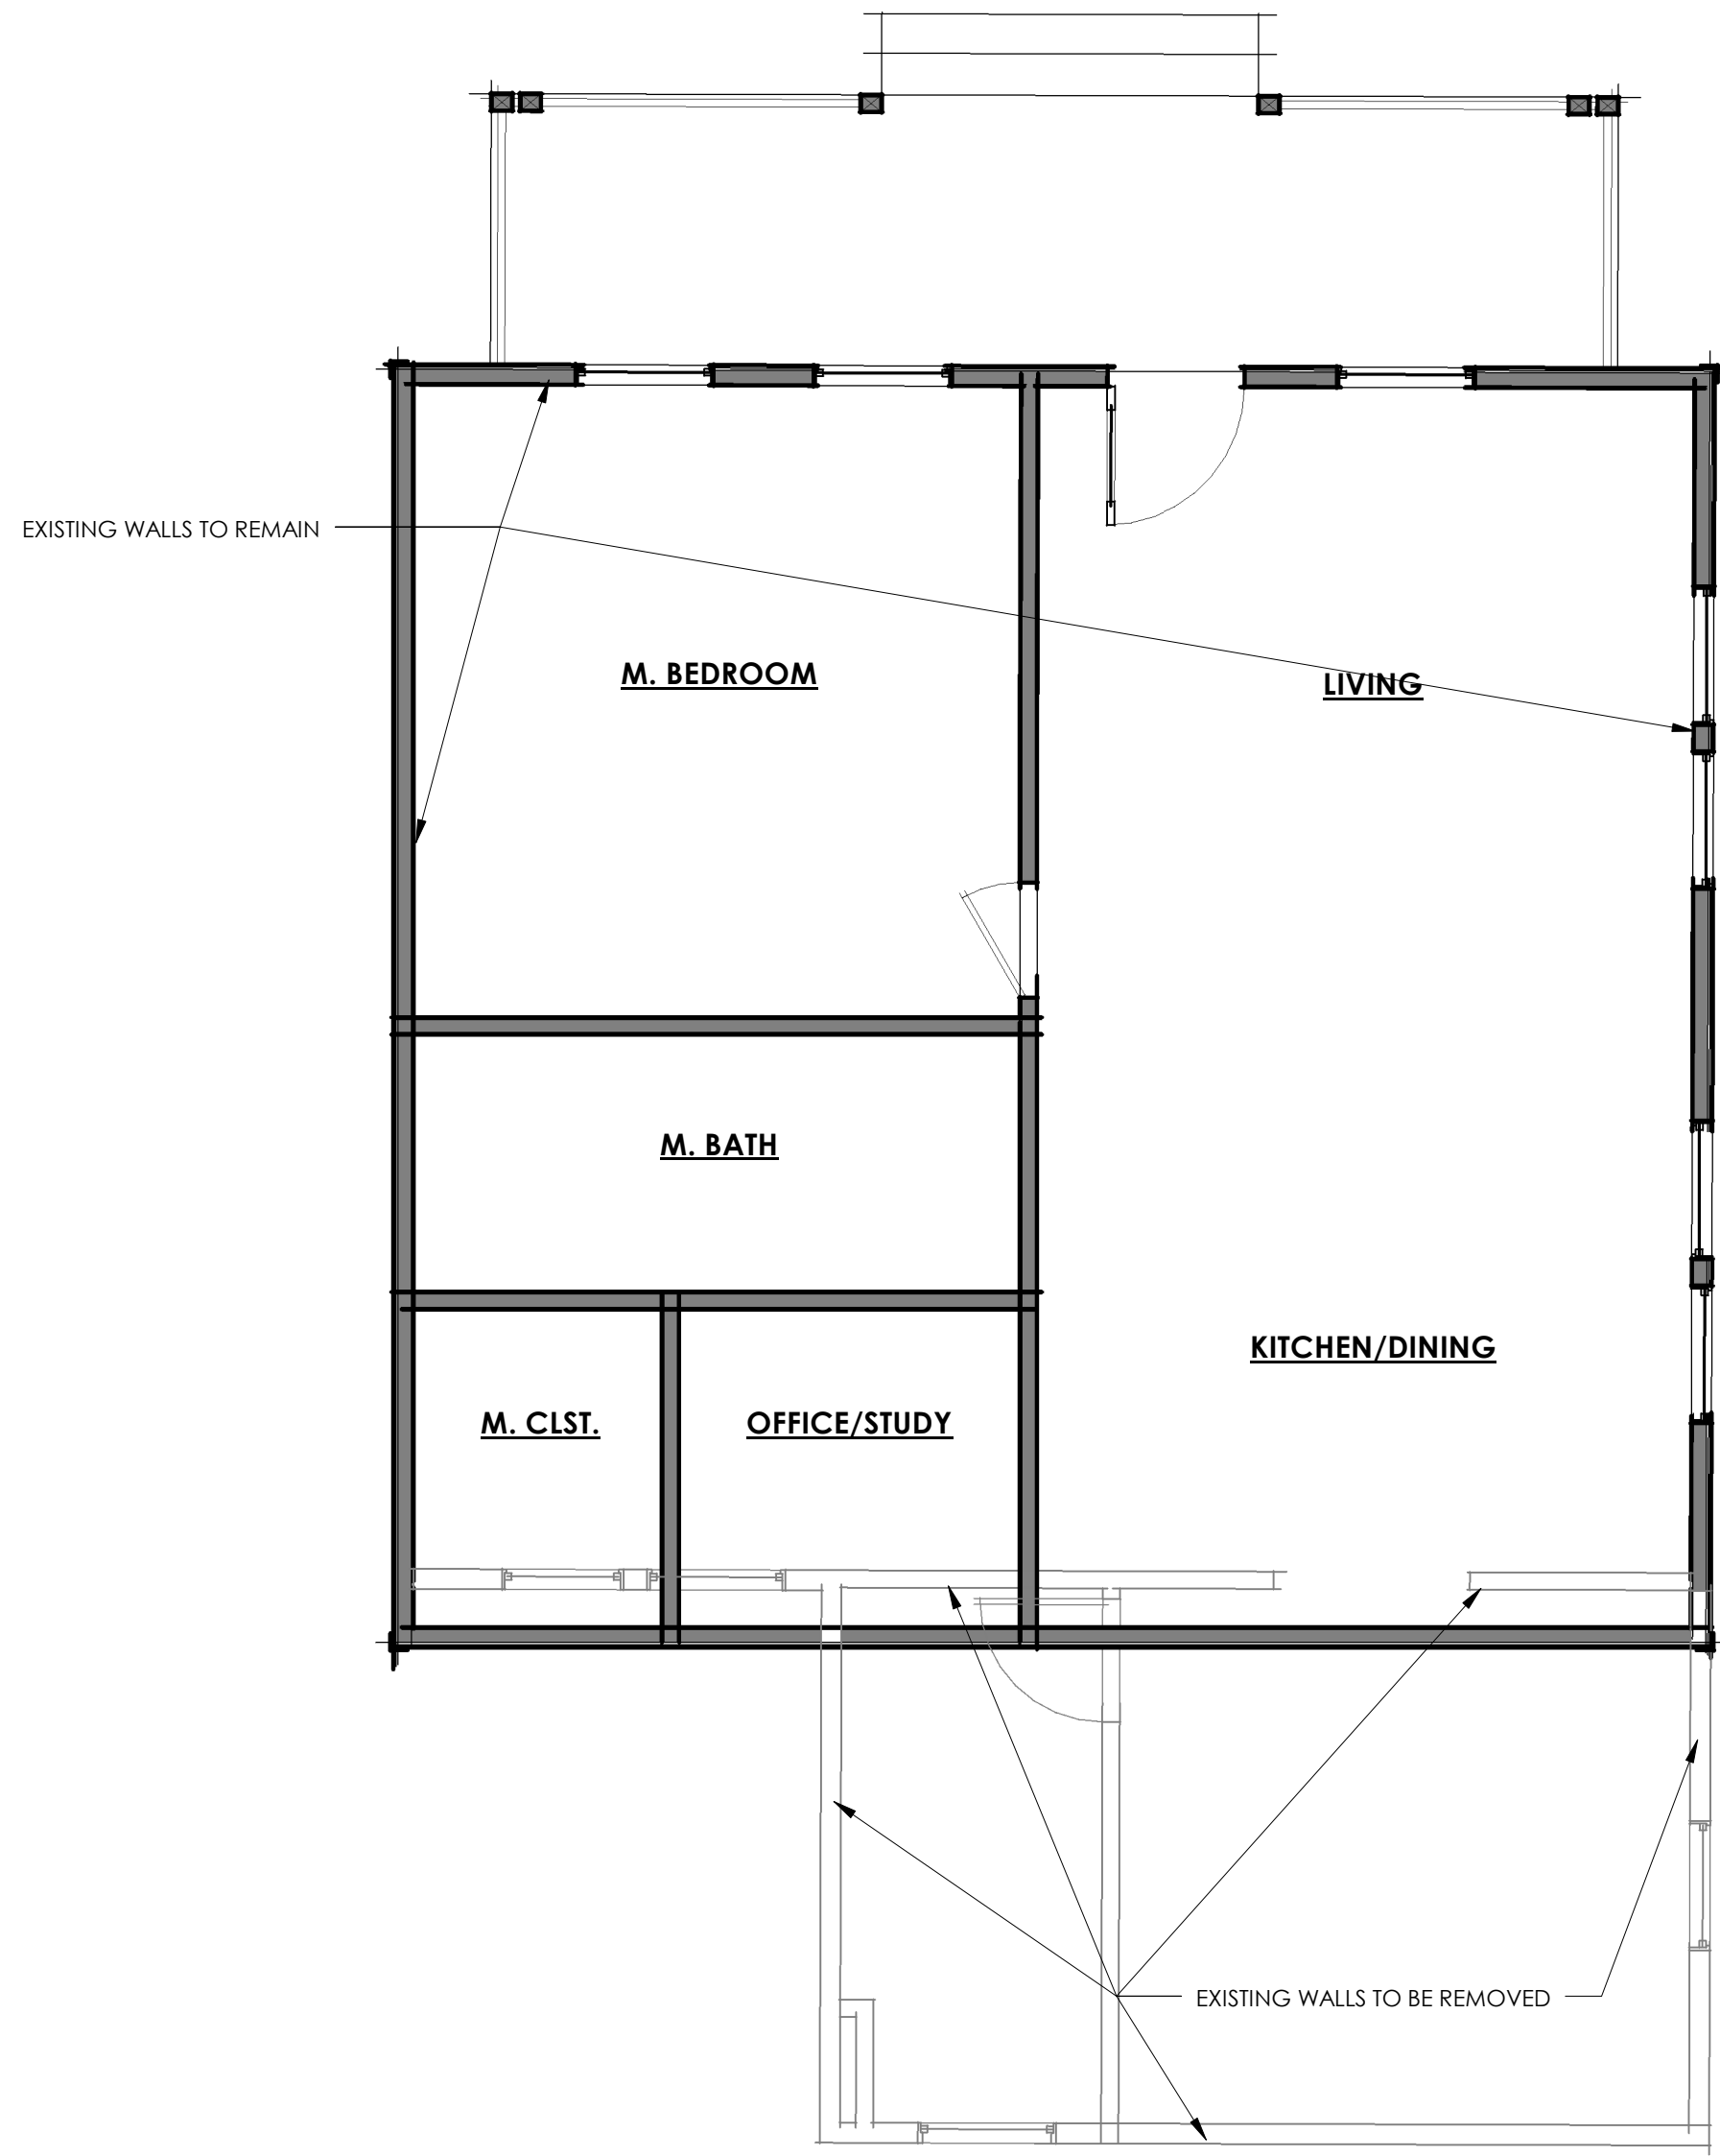 EXISTING WALLS TO REMAIN
M. BEDROOM
LIVING
M. BATH
KITCHEN/DINING
M. CLST.
OFFICE/STUDY
EXISTING WALLS TO BE REMOVED